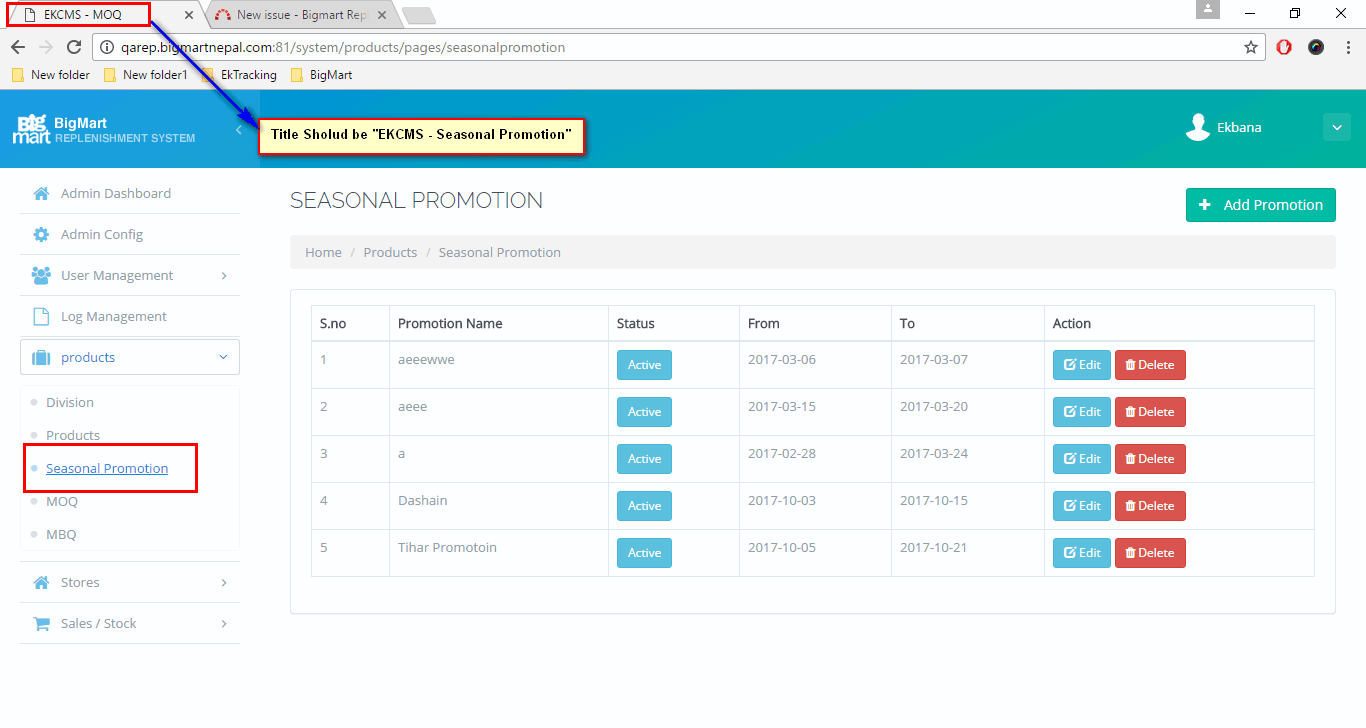 EKCMS - MOQ
New issue - Bigmart Rep
qarep.bigmartnepal.com:81/system/products/pages/seasonalpromotion
New folder New folder1 EkTracking BigMart
Big mart
BigMart
REPLENISHMENT SYSTEM
Title Sholud be "EKCMS - Seasonal Promotion"
Ekbana
Admin Dashboard
Admin Config
User Management
Log Management
products
Division
Products
Seasonal Promotion
MOQ
MBQ
Stores
Sales / Stock
SEASONAL PROMOTION
Add Promotion
Home / Products / Seasonal Promotion
S.no Promotion Name Status From To Action
1 aeeewwe Active 2017-03-06 2017-03-07 Edit Delete
2 aeee Active 2017-03-15 2017-03-20 Edit Delete
3 a Active 2017-02-28 2017-03-24 Edit Delete
4 Dashain Active 2017-10-03 2017-10-15 Edit Delete
5 Tihar Promotoin Active 2017-10-05 2017-10-21 Edit Delete